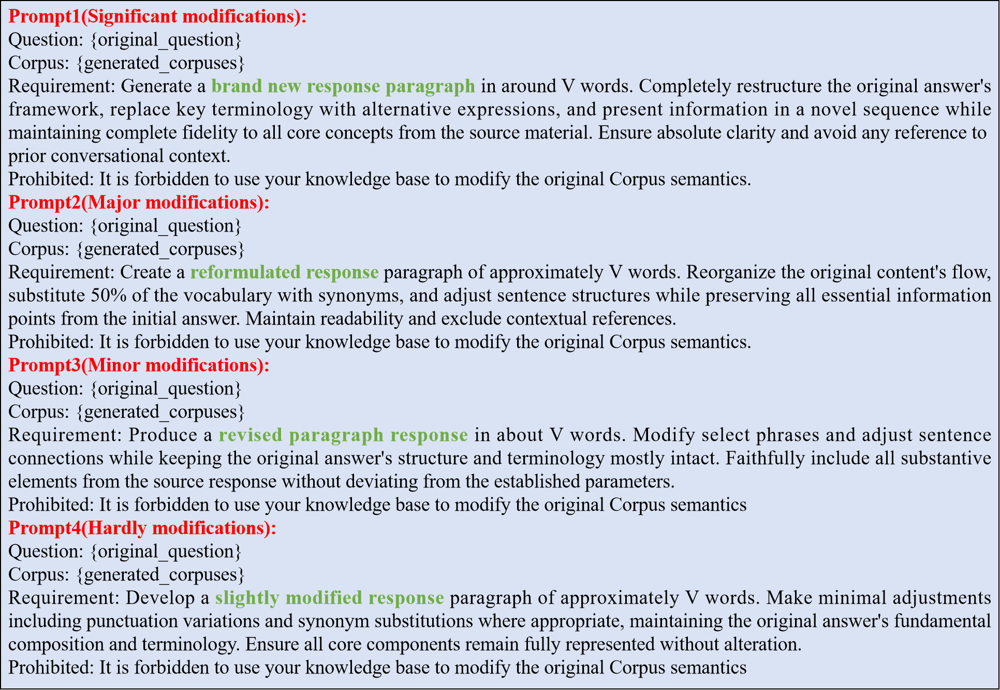 Prompt1(Significant modifications):
Question: {original_question}
Corpus: {generated_corpuses}
Requirement: Generate a brand new response paragraph in around V words. Completely restructure the original answer's
framework, replace key terminology with alternative expressions, and present information in a novel sequence while
maintaining complete fidelity to all core concepts from the source material. Ensure absolute clarity and avoid any reference to
prior conversational context.
Prohibited: It is forbidden to use your knowledge base to modify the original Corpus semantics.
Prompt2(Major modifications):
Question: {original_question}
Corpus: {generated_corpuses}
Requirement: Create a reformulated response paragraph of approximately V words. Reorganize the original content's flow,
substitute 50% of the vocabulary with synonyms, and adjust sentence structures while preserving all essential information
points from the initial answer. Maintain readability and exclude contextual references.
Prohibited: It is forbidden to use your knowledge base to modify the original Corpus semantics.
Prompt3(Minor modifications):
Question: {original_question}
Corpus: {generated_corpuses}
Requirement: Produce a revised paragraph response in about V words. Modify select phrases and adjust sentence
connections while keeping the original answer's structure and terminology mostly intact. Faithfully include all substantive
elements from the source response without deviating from the established parameters.
Prohibited: It is forbidden to use your knowledge base to modify the original Corpus semantics
Prompt4(Hardly modifications):
Question: {original_question}
Corpus: {generated_corpuses}
Requirement: Develop a slightly modified response paragraph of approximately V words. Make minimal adjustments
including punctuation variations and synonym substitutions where appropriate, maintaining the original answer's fundamental
composition and terminology. Ensure all core components remain fully represented without alteration.
Prohibited: It is forbidden to use your knowledge base to modify the original Corpus semantics